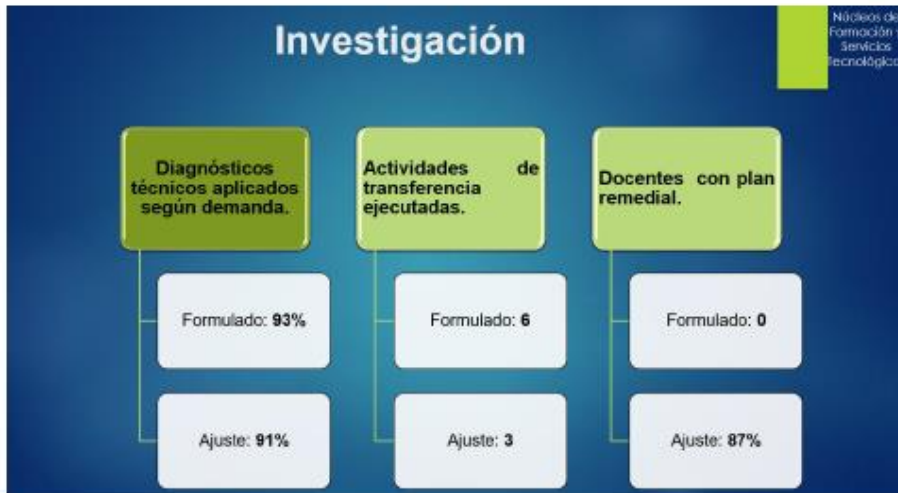 Investigación
Núcleos de
Formación y
Servicios
Tecnológicos
Diagnósticos
técnicos aplicados
según demanda.
Actividades de
transferencia
ejecutadas.
Docentes con plan
remedial.
Formulado: 93%
Formulado: 6
Formulado: 0
Ajuste: 91%
Ajuste: 3
Ajuste: 87%